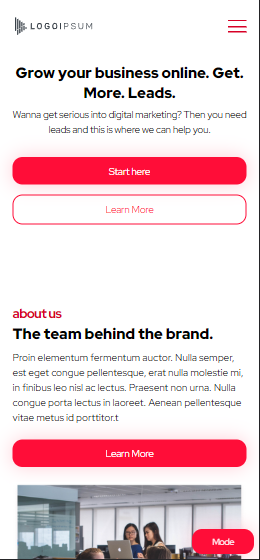 LOGOIPSUM
Grow your business online. Get.
More. Leads.
Wanna get serious into digital marketing? Then you need
leads and this is where we can help you.
Start here
Learn More
about us
The team behind the brand.
Proin elementum fermentum auctor. Nulla semper,
est eget congue pellentesque, erat nulla molestie mi,
in finibus leo nisl ac lectus. Praesent non urna. Nulla
congue porta lectus in laoreet. Aenean pellentesque
vitae metus id porttitor.t
Learn More
Mode